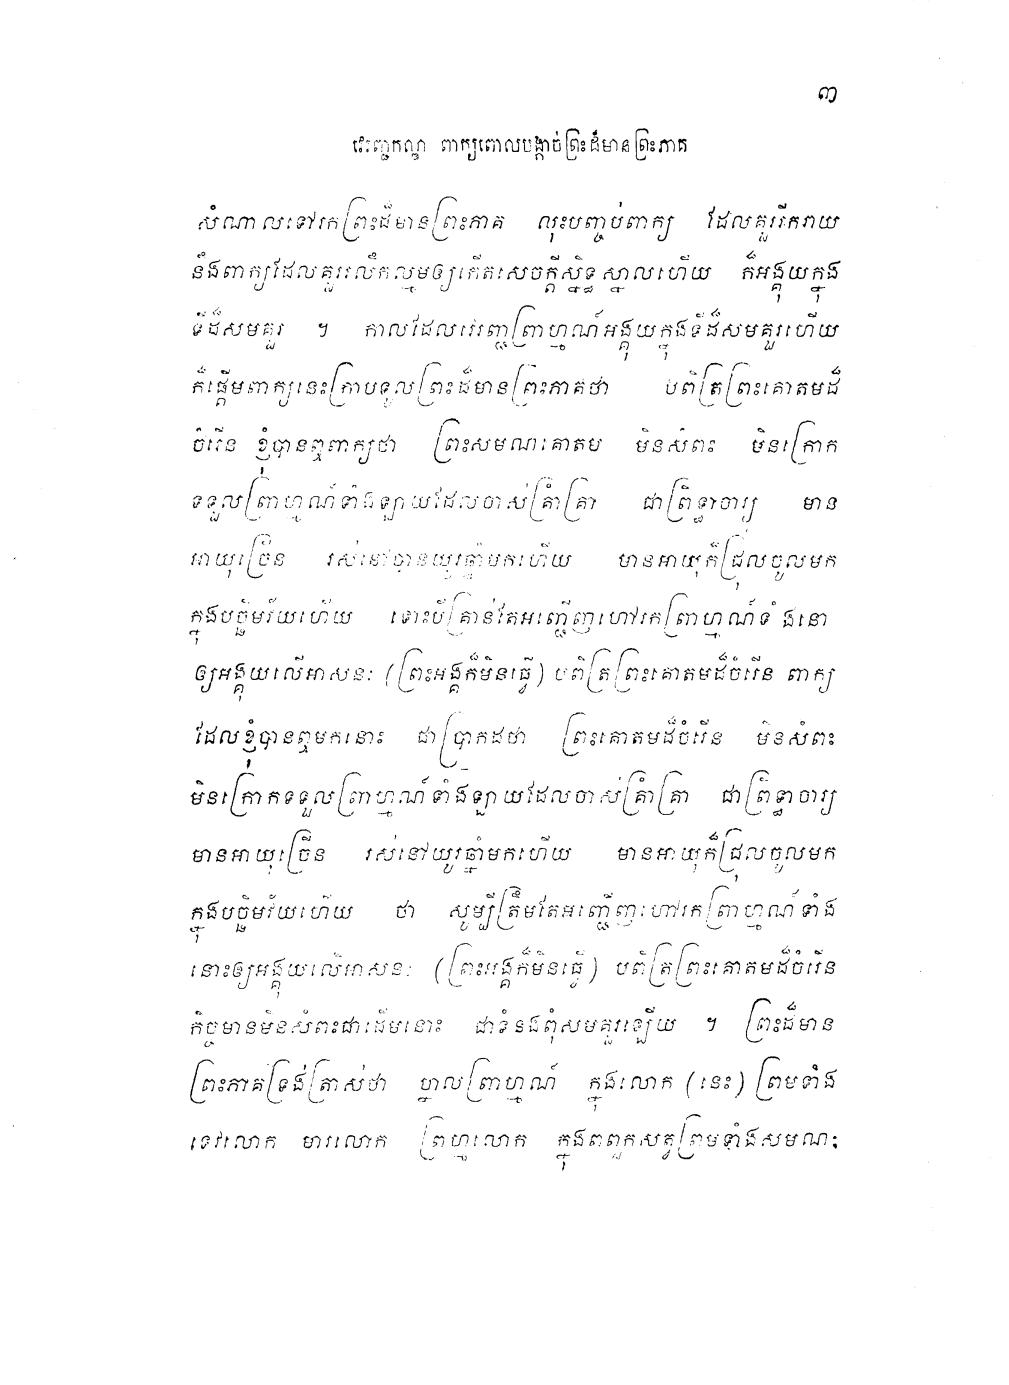 ៣
វេរញ្ជកណ្ឌ ពាក្យពោលបង្កាច់ព្រះដ៏មានព្រះភាគ
សំណាលទៅរកព្រះដ៏មានព្រះភាគ លុះបញ្ចប់ពាក្យ ដែលគួររីករាយ
នឹងពាក្យដែលគួររលឹកល្មមឲ្យកើតសេចក្តីស្និទ្ធស្នាលហើយ ក៏អង្គុយក្នុង
ទីដ៏សមគួរ ។ កាលដែលវេរញ្ជព្រាហ្មណ៍អង្គុយក្នុងទីដ៏សមគួរហើយ
ក៏ផ្តើមពាក្យនេះក្រាបទូលព្រះដ៏មានព្រះភាគថា បពិត្រព្រះគោតមដ៏
ចំរើន ខ្ញុំបានឮពាក្យថា ព្រះសមណគោតម មិនសំពះ មិនក្រោក
ទទួលព្រាហ្មណ៍ទាំងឡាយដែលចាស់គ្រាំគ្រា ជាព្រឹទ្ធាចារ្យ មាន
អាយុច្រើន រស់នៅបានយូរឆ្នាំមកហើយ មានអាយុក៏ជ្រុលចូលមក
ក្នុងបច្ឆិមវ័យហើយ ទោះបីគ្រាន់តែអញ្ជើញហៅរកព្រាហ្មណ៍ទាំងនោះ
ឲ្យអង្គុយលើអាសនៈ (ព្រះអង្គក៏មិនធ្វើ) បពិត្រព្រះគោតមដ៏ចំរើន ពាក្យ
ដែលខ្ញុំបានឮមកនោះ ជាប្រាកដថា ព្រះគោតមដ៏ចំរើន មិនសំពះ
មិនក្រោកទទួលព្រាហ្មណ៍ទាំងឡាយដែលចាស់គ្រាំគ្រា ជាព្រឹទ្ធាចារ្យ
មានអាយុច្រើន រស់នៅយូរឆ្នាំមកហើយ មានអាយុក៏ជ្រុលចូលមក
ក្នុងបច្ឆិមវ័យហើយ ថា សូម្បីត្រឹមតែអញ្ជើញហៅរកព្រាហ្មណ៍ទាំង
នោះឲ្យអង្គុយលើអាសនៈ (ព្រះអង្គក៏មិនធ្វើ) បពិត្រព្រះគោតមដ៏ចំរើន
កិច្ចមានមិនសំពះជាដើមនោះ ដាទំនងពុំសមគួរឡើយ ។ ព្រះដ៏មាន
ព្រះភាគទ្រង់ត្រាស់ថា ម្នាលព្រាហ្មណ៍ ក្នុងលោក (នេះ) ព្រមទាំង
ទេវលោក មារលោក ព្រហ្មលោក ក្នុងពពួកសត្វព្រមទាំងសមណៈ